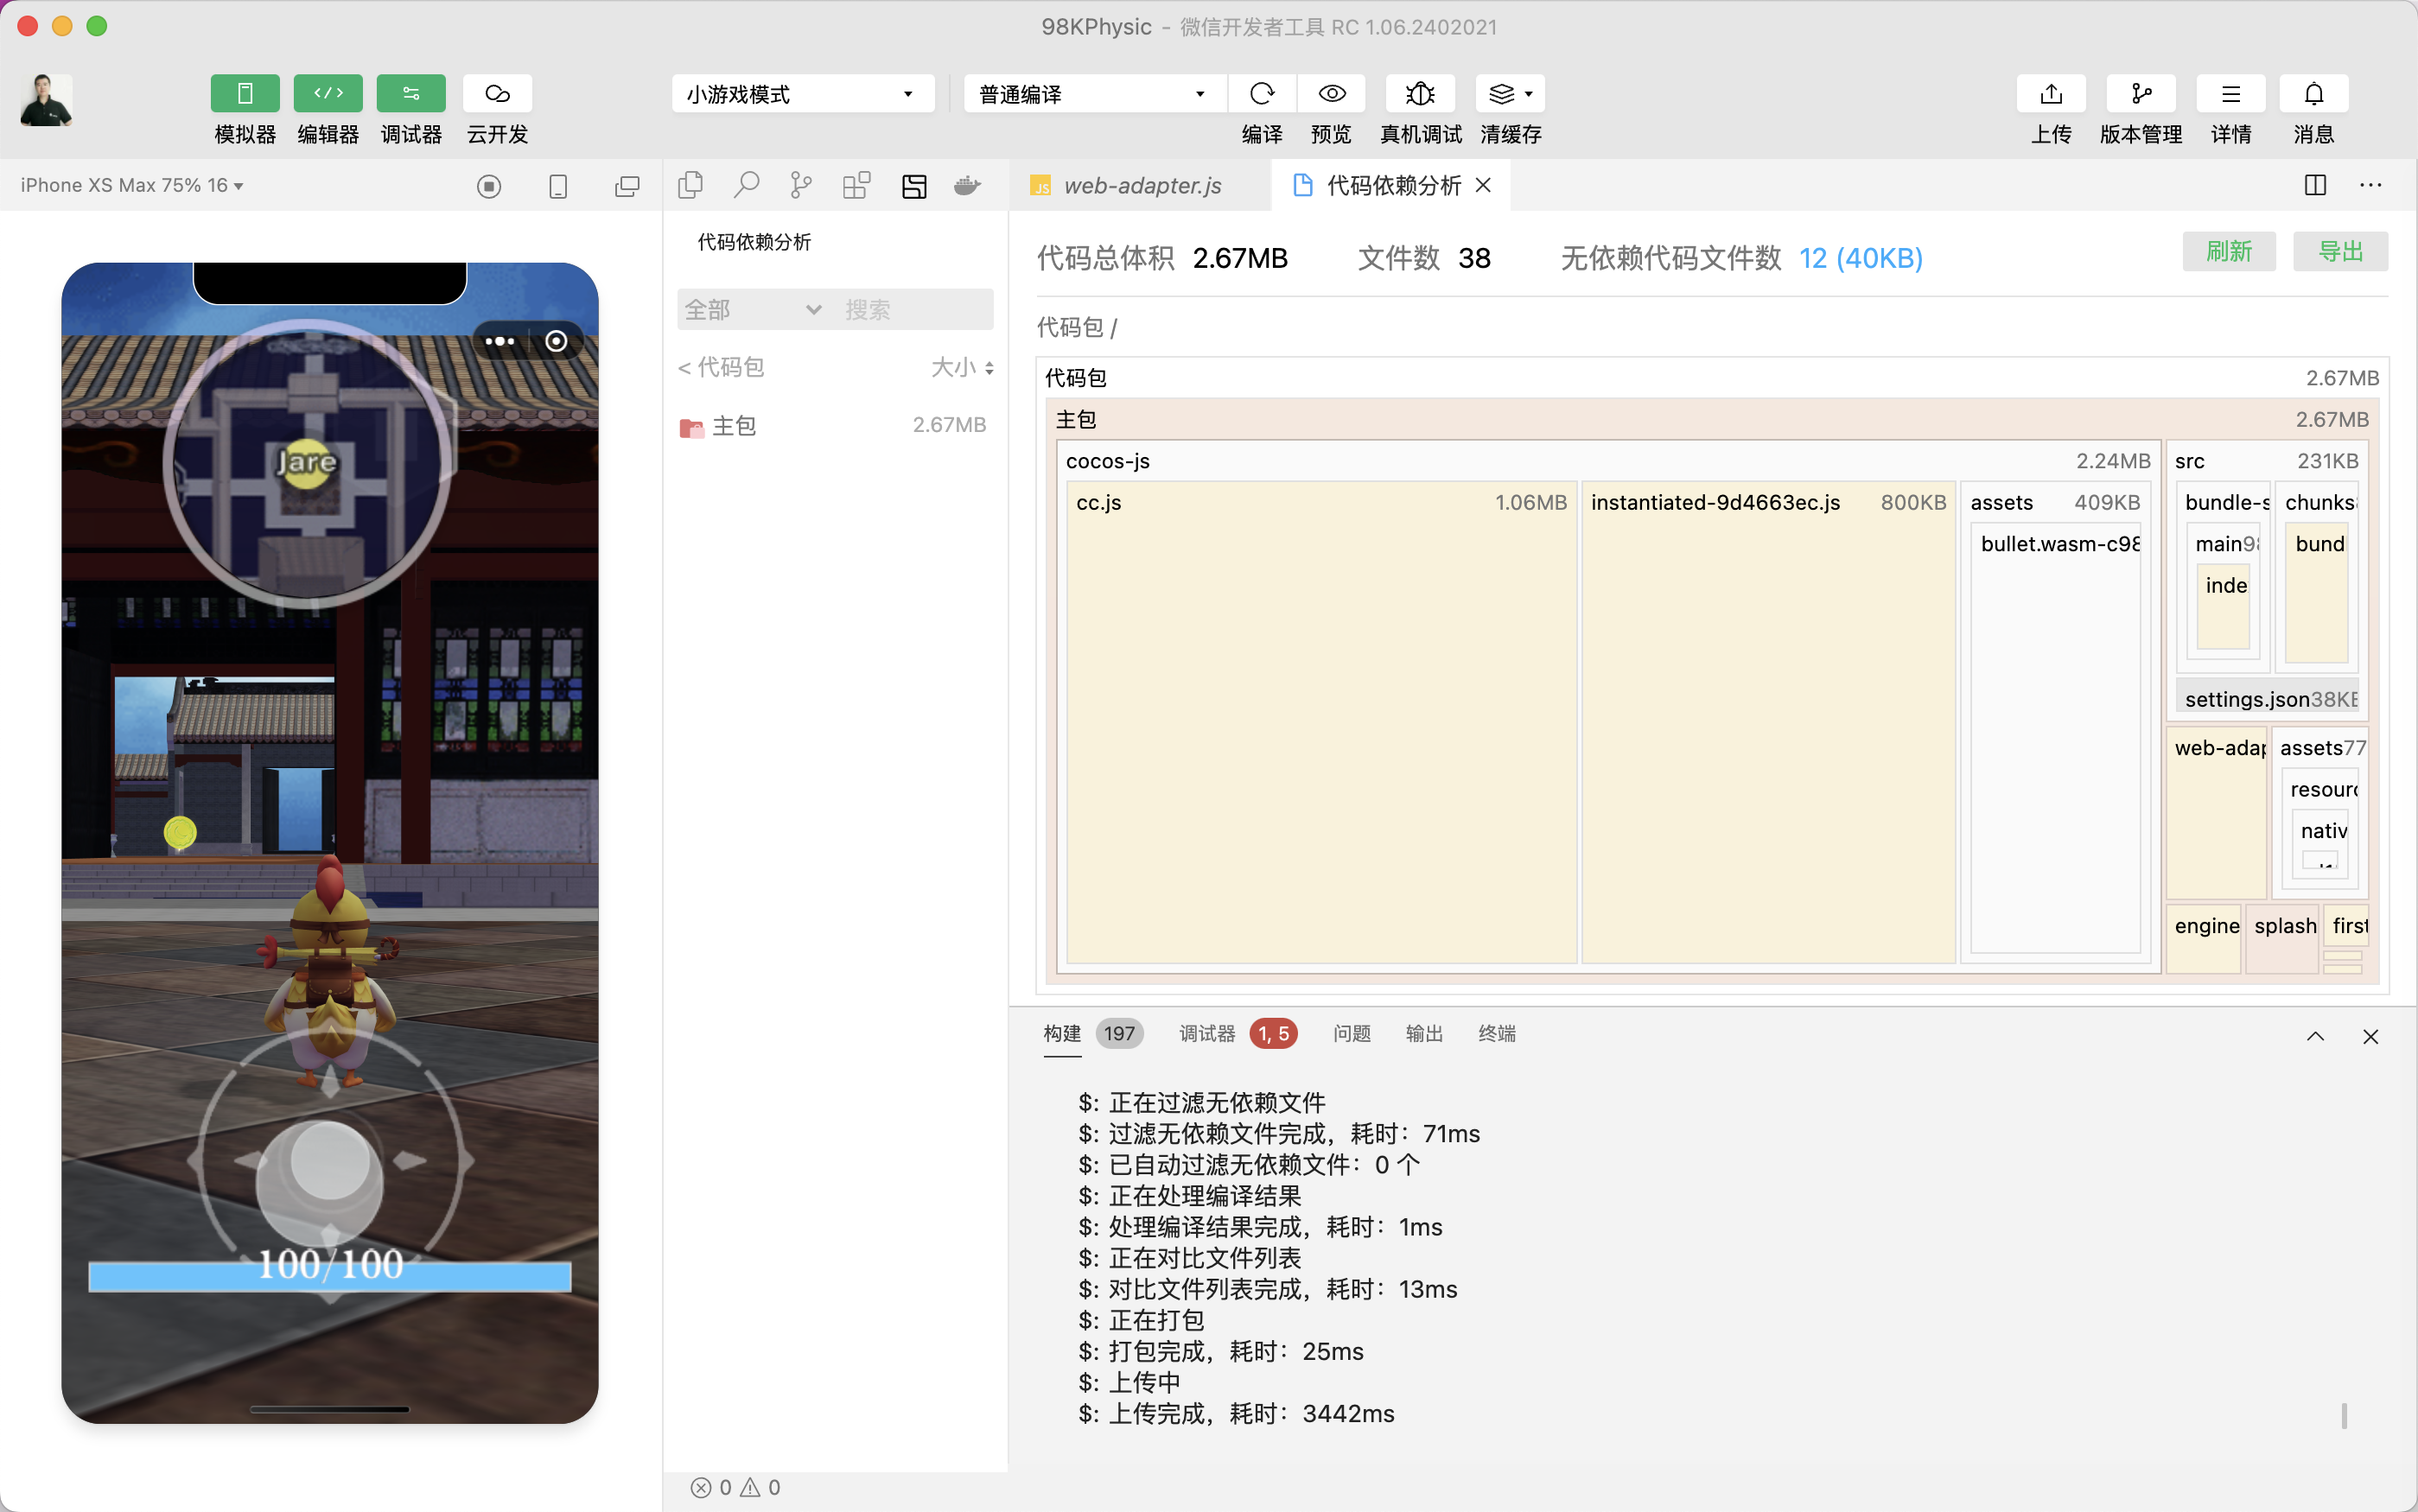 98KPhysic - 微信开发者工具 RC 1.06.2402021
模拟器
编辑器
调试器
云开发
小游戏模式
普通编译
编译
预览
真机调试
清缓存
上传
版本管理
详情
消息
iPhone XS Max 75% 16
JS web-adapter.js
代码依赖分析
Jare
100/100
代码依赖分析
全部
搜索
< 代码包
大小
主包
2.67MB
代码总体积 2.67MB
文件数 38
无依赖代码文件数 12 (40KB)
刷新
导出
代码包 /
代码包 2.67MB
主包 2.67MB
cocos-js 2.24MB
cc.js 1.06MB
instantiated-9d4663ec.js 800KB
assets 409KB
bullet.wasm-c98
src 231KB
bundle-s
main
inde
chunks
bund
settings.json38KB
web-adap
assets77
resourc
nativ
engine
splash
first
构建 197
调试器 1, 5
问题
输出
终端
$: 正在过滤无依赖文件
$: 过滤无依赖文件完成，耗时：71ms
$: 已自动过滤无依赖文件：0 个
$: 正在处理编译结果
$: 处理编译结果完成，耗时：1ms
$: 正在对比文件列表
$: 对比文件列表完成，耗时：13ms
$: 正在打包
$: 打包完成，耗时：25ms
$: 上传中
$: 上传完成，耗时：3442ms
0
0